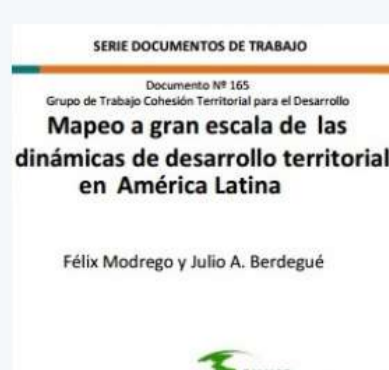 SERIE DOCUMENTOS DE TRABAJO
Documento Nº 165
Grupo de Trabajo Cohesión Territorial para el Desarrollo
Mapeo a gran escala de las
dinámicas de desarrollo territorial
en América Latina
Félix Modrego y Julio A. Berdegué